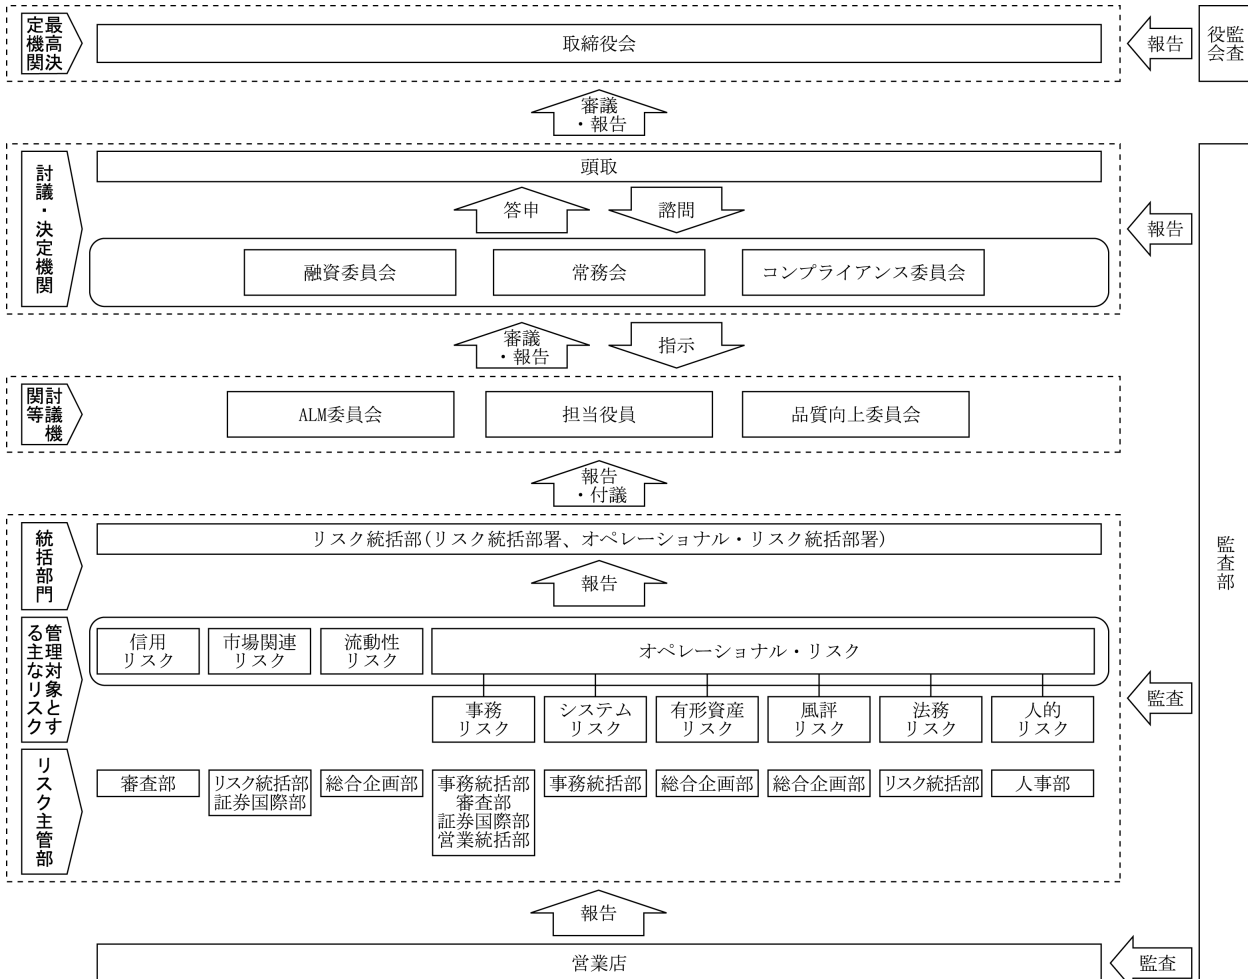 最高決
定機関
取締役会
報告
監査
役会
審議
・報告
討議・決定機関
頭取
答申
諮問
報告
融資委員会
常務会
コンプライアンス委員会
審議
・報告
指示
討議機
関等
ALM委員会
担当役員
品質向上委員会
報告
・付議
統括部門
リスク統括部(リスク統括部署、オペレーショナル・リスク統括部署)
報告
監査部
管理対象とす
る主なリスク
信用
リスク
市場関連
リスク
流動性
リスク
オペレーショナル・リスク
事務
リスク
システム
リスク
有形資産
リスク
風評
リスク
法務
リスク
人的
リスク
監査
リスク主管部
審査部
リスク統括部
証券国際部
総合企画部
事務統括部
審査部
証券国際部
営業統括部
事務統括部
総合企画部
総合企画部
リスク統括部
人事部
報告
営業店
監査